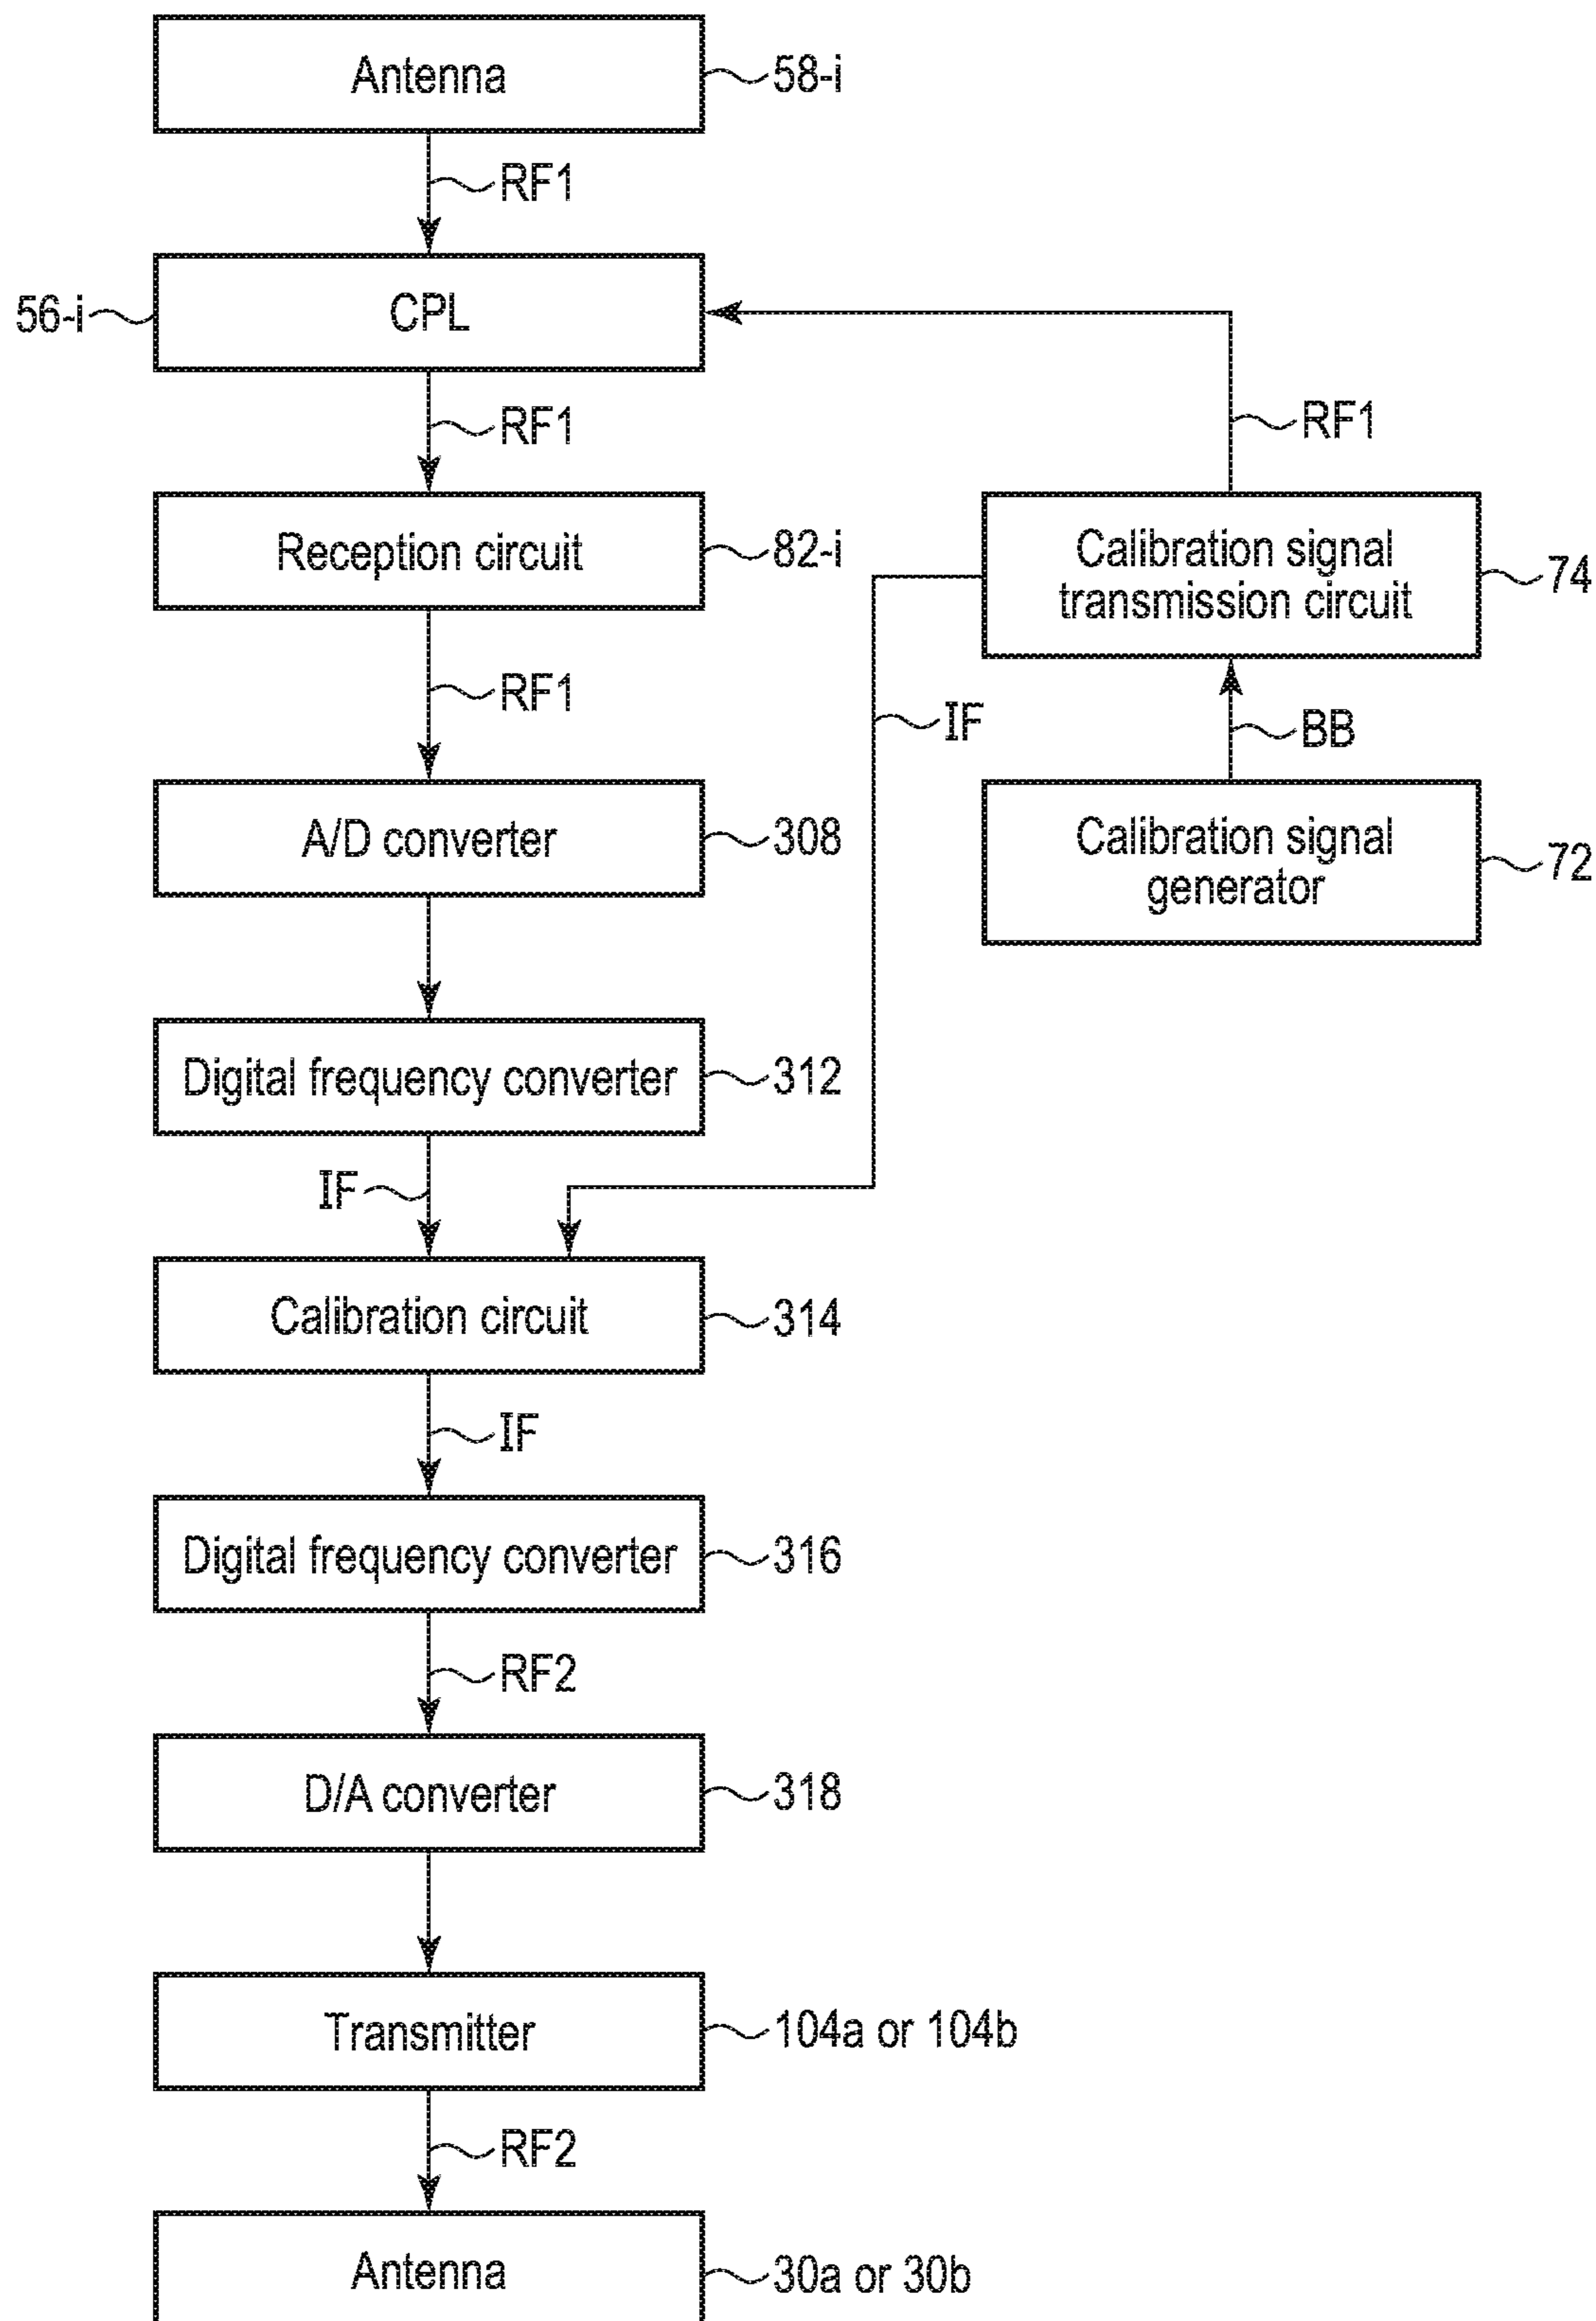 Antenna
58-i
RF1
56-i
CPL
RF1
RF1
Reception circuit
82-i
Calibration signal
transmission circuit
74
RF1
IF
BB
A/D converter
308
Calibration signal
generator
72
Digital frequency converter
312
IF
Calibration circuit
314
IF
Digital frequency converter
316
RF2
D/A converter
318
Transmitter
104a or 104b
RF2
Antenna
30a or 30b